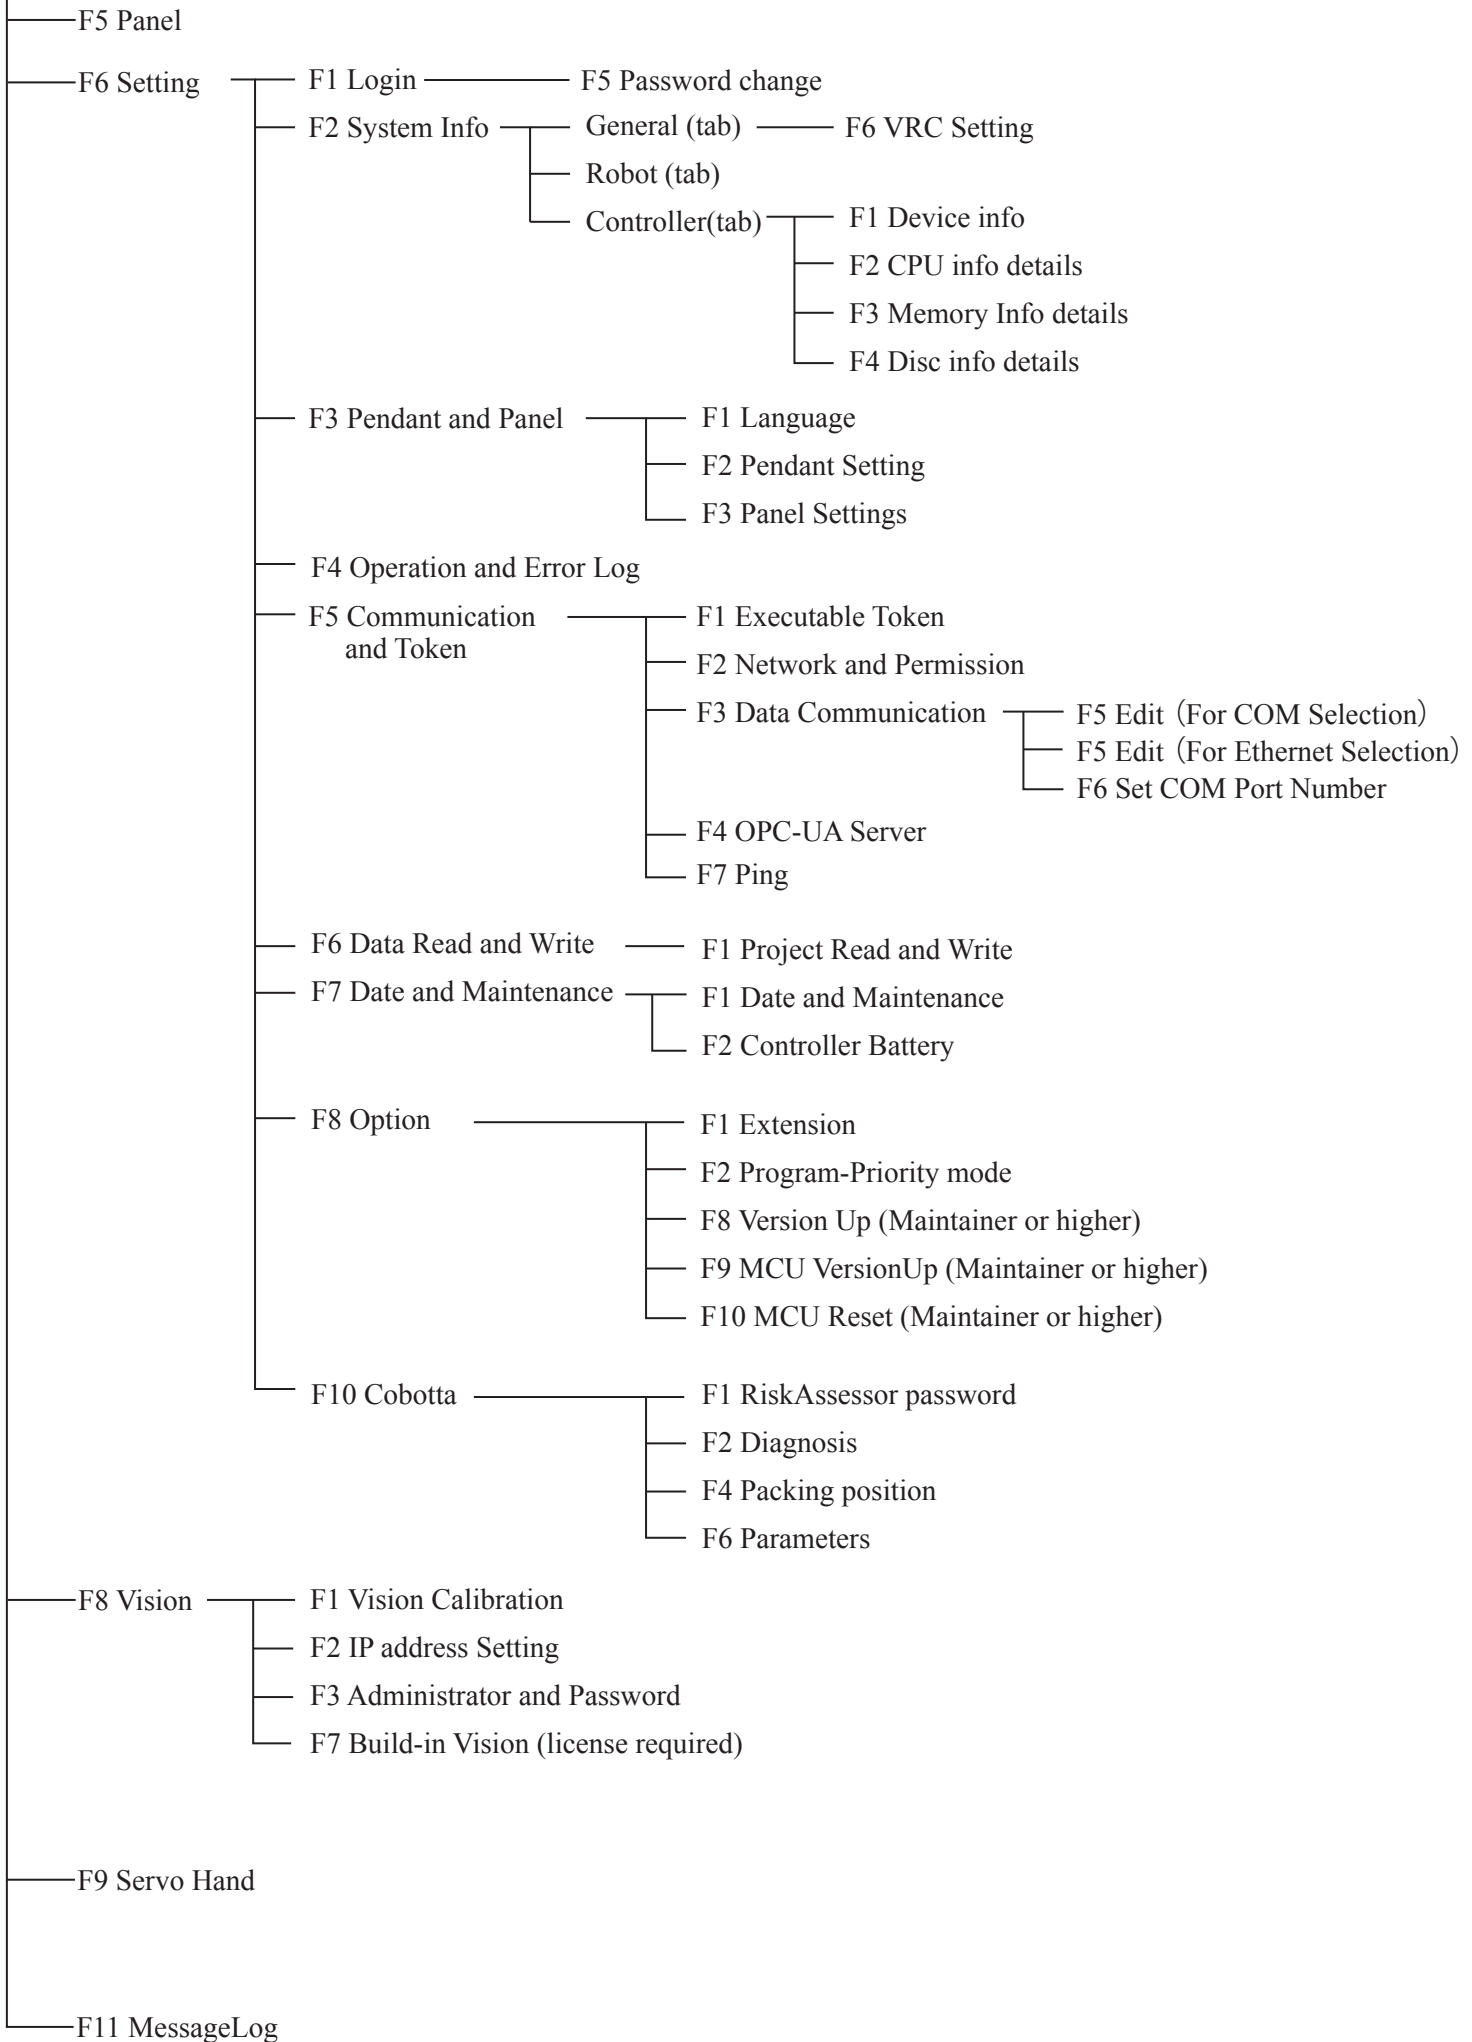 F5 Panel
F6 Setting
F1 Login
F5 Password change
F2 System Info
General (tab)
F6 VRC Setting
Robot (tab)
Controller(tab)
F1 Device info
F2 CPU info details
F3 Memory Info details
F4 Disc info details
F3 Pendant and Panel
F1 Language
F2 Pendant Setting
F3 Panel Settings
F4 Operation and Error Log
F5 Communication
and Token
F1 Executable Token
F2 Network and Permission
F3 Data Communication
F5 Edit（For COM Selection）
F5 Edit（For Ethernet Selection）
F6 Set COM Port Number
F4 OPC-UA Server
F7 Ping
F6 Data Read and Write
F1 Project Read and Write
F7 Date and Maintenance
F1 Date and Maintenance
F2 Controller Battery
F8 Option
F1 Extension
F2 Program-Priority mode
F8 Version Up (Maintainer or higher)
F9 MCU VersionUp (Maintainer or higher)
F10 MCU Reset (Maintainer or higher)
F10 Cobotta
F1 RiskAssessor password
F2 Diagnosis
F4 Packing position
F6 Parameters
F8 Vision
F1 Vision Calibration
F2 IP address Setting
F3 Administrator and Password
F7 Build-in Vision (license required)
F9 Servo Hand
F11 MessageLog